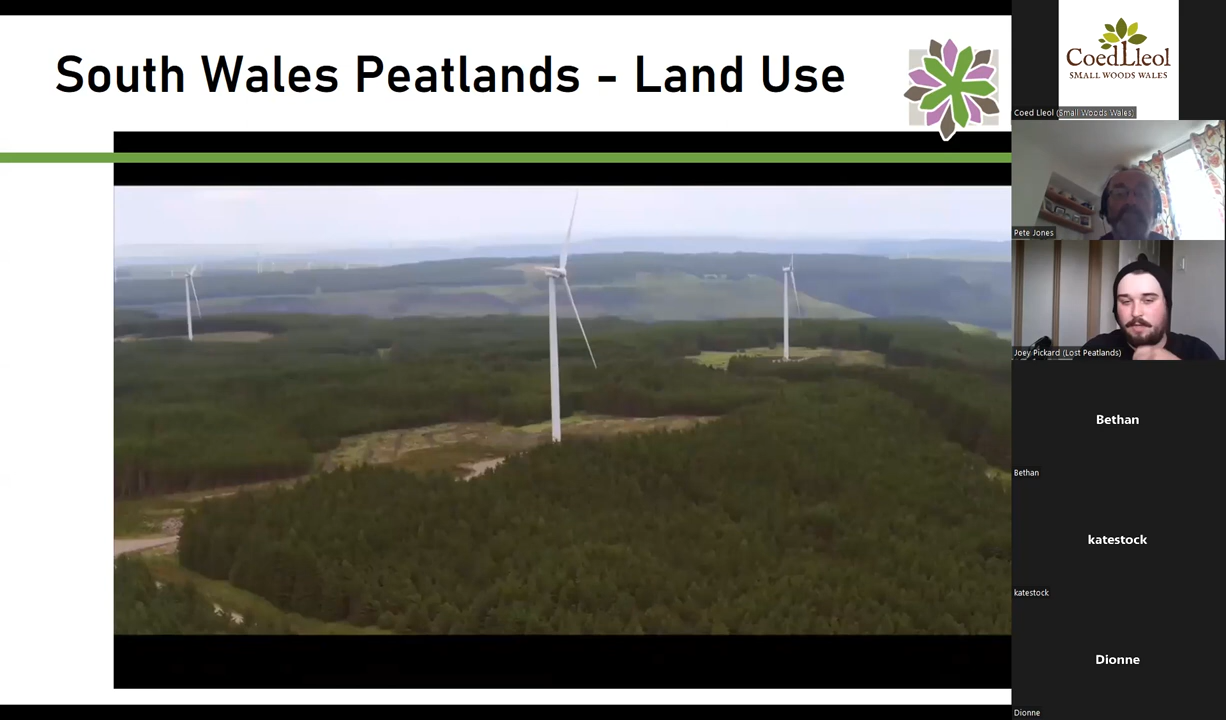 South Wales Peatlands - Land Use
CoedLleol
SMALL WOODS WALES
Coed Lleol (Small Woods Wales)
Pete Jones
Joey Pickard (Lost Peatlands)
Bethan
Bethan
katestock
katestock
Dionne
Dionne